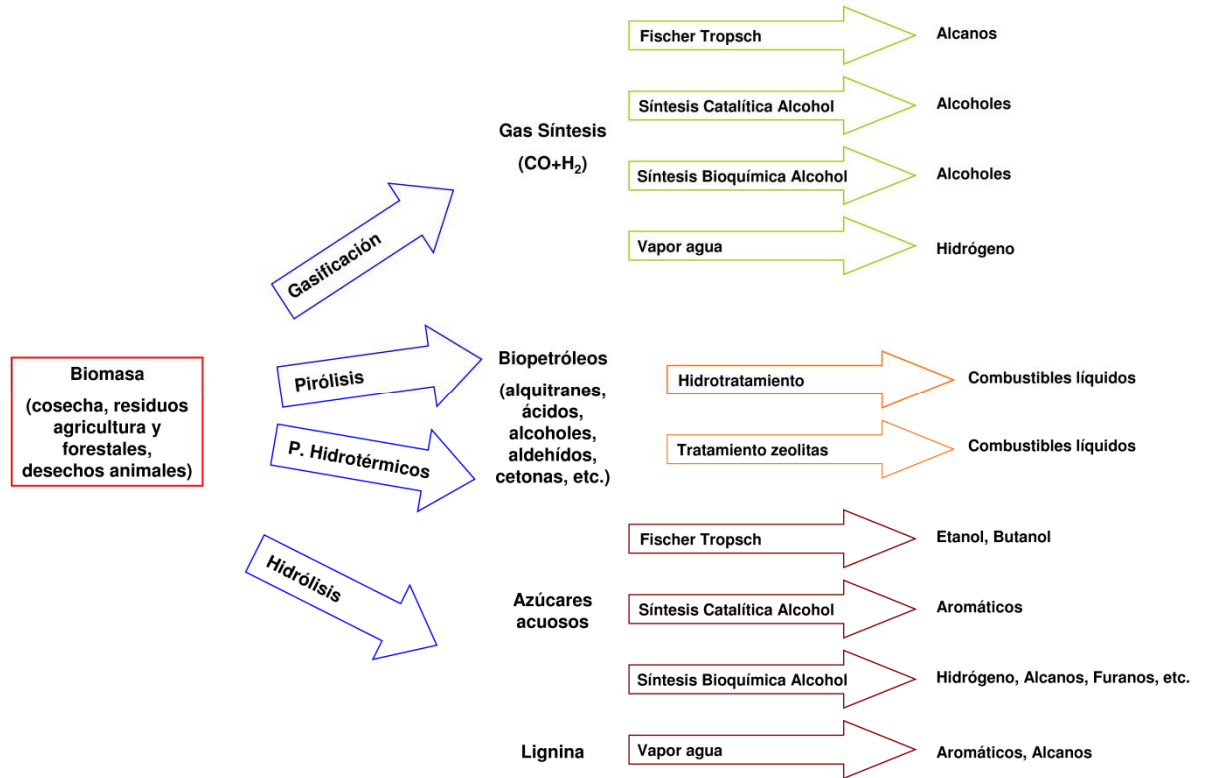 Biomasa
(cosecha, residuos
agricultura y
forestales,
desechos animales)
Gasificación
Pirólisis
P. Hidrotérmicos
Hidrólisis
Gas Síntesis
(CO+H₂)
Fischer Tropsch
Alcanos
Síntesis Catalítica Alcohol
Alcoholes
Síntesis Bioquímica Alcohol
Alcoholes
Vapor agua
Hidrógeno
Biopetróleos
(alquitranes,
ácidos,
alcoholes,
aldehídos,
cetonas, etc.)
Hidrotratamiento
Combustibles líquidos
Tratamiento zeolitas
Combustibles líquidos
Azúcares
acuosos
Fischer Tropsch
Etanol, Butanol
Síntesis Catalítica Alcohol
Aromáticos
Síntesis Bioquímica Alcohol
Hidrógeno, Alcanos, Furanos, etc.
Lignina
Vapor agua
Aromáticos, Alcanos